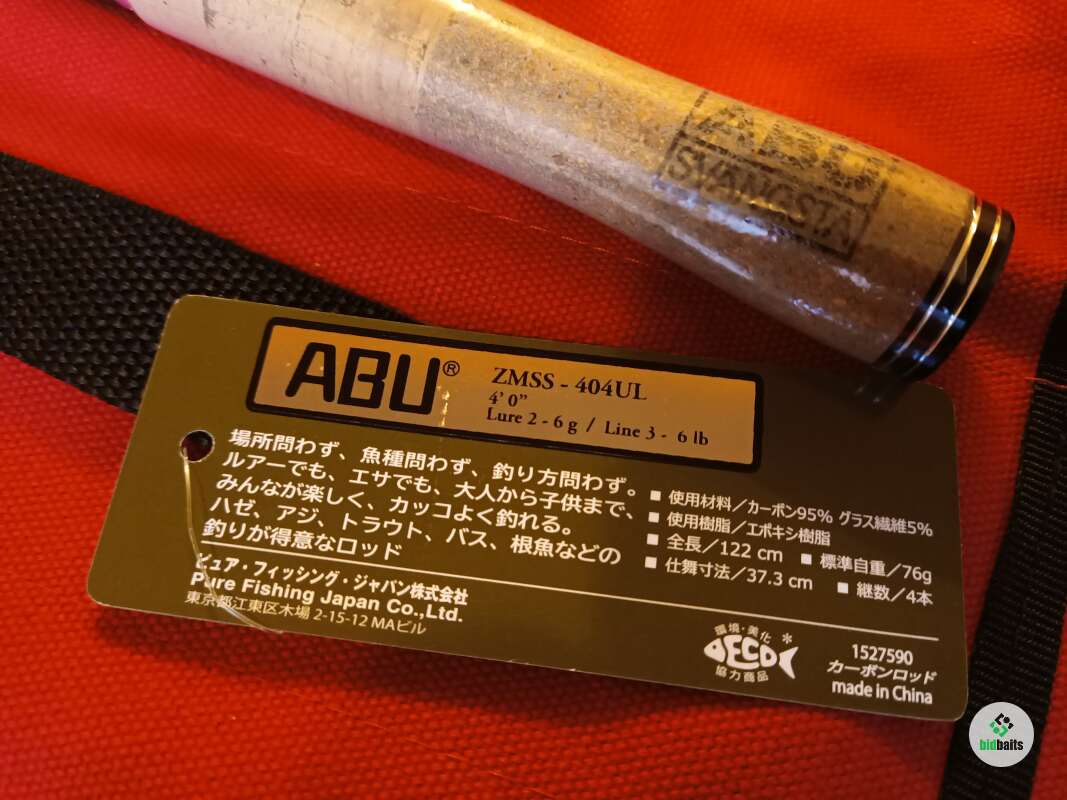 ABU
SVÄNGSTA
ABU®
ZMSS - 404UL
4' 0"
Lure 2 - 6 g / Line 3 - 6 lb
場所問わず、魚種問わず、釣り方問わず。
ルアーでも、エサでも、大人から子供まで、
みんなが楽しく、カッコよく釣れる。
ハゼ、アジ、トラウト、バス、根魚などの
釣りが得意なロッド
■ 使用材料／カーボン95% グラス繊維5%
■ 使用樹脂／エポキシ樹脂
■ 全長／122 cm ■ 標準自重／76g
■ 仕舞寸法／37.3 cm ■ 継数／4本
ピュア・フィッシング・ジャパン株式会社
Pure Fishing Japan Co.,Ltd.
東京都江東区木場 2-15-12 MAビル
環境・美化
ECO
協力商品
*
1527590
カーボンロッド
made in China
bidbaits